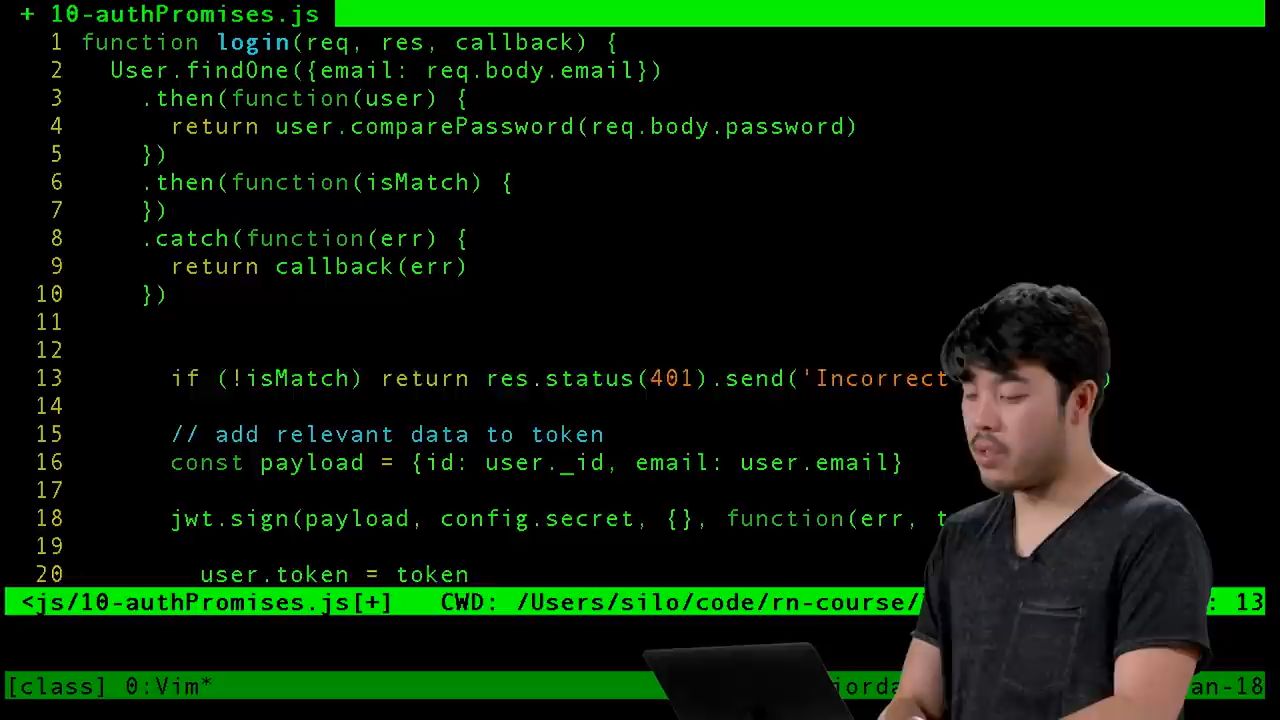 + 10-authPromises.js
1 function login(req, res, callback) {
2 User.findOne({email: req.body.email})
3 .then(function(user) {
4 return user.comparePassword(req.body.password)
5 })
6 .then(function(isMatch) {
7 })
8 .catch(function(err) {
9 return callback(err)
10 })
11
12
13 if (!isMatch) return res.status(401).send('Incorrect )
14
15 // add relevant data to token
16 const payload = {id: user._id, email: user.email}
17
18 jwt.sign(payload, config.secret, {}, function(err, t
19
20 user.token = token
<js/10-authPromises.js[+] CWD: /Users/silo/code/rn-course/ : 13
[class] 0:Vim* jorda an-18